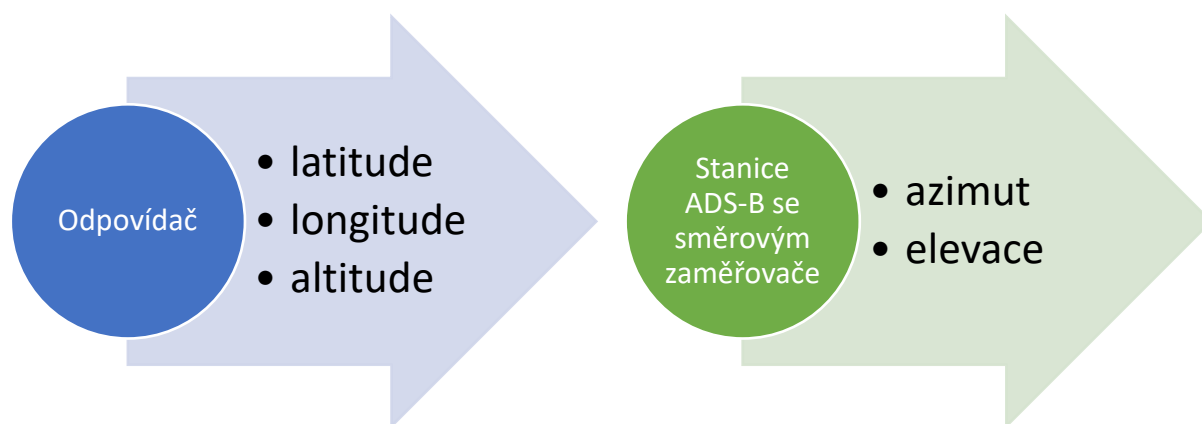 Odpovídač
• latitude
• longitude
• altitude
Stanice
ADS-B se
směrovým
zaměřovače
• azimut
• elevace